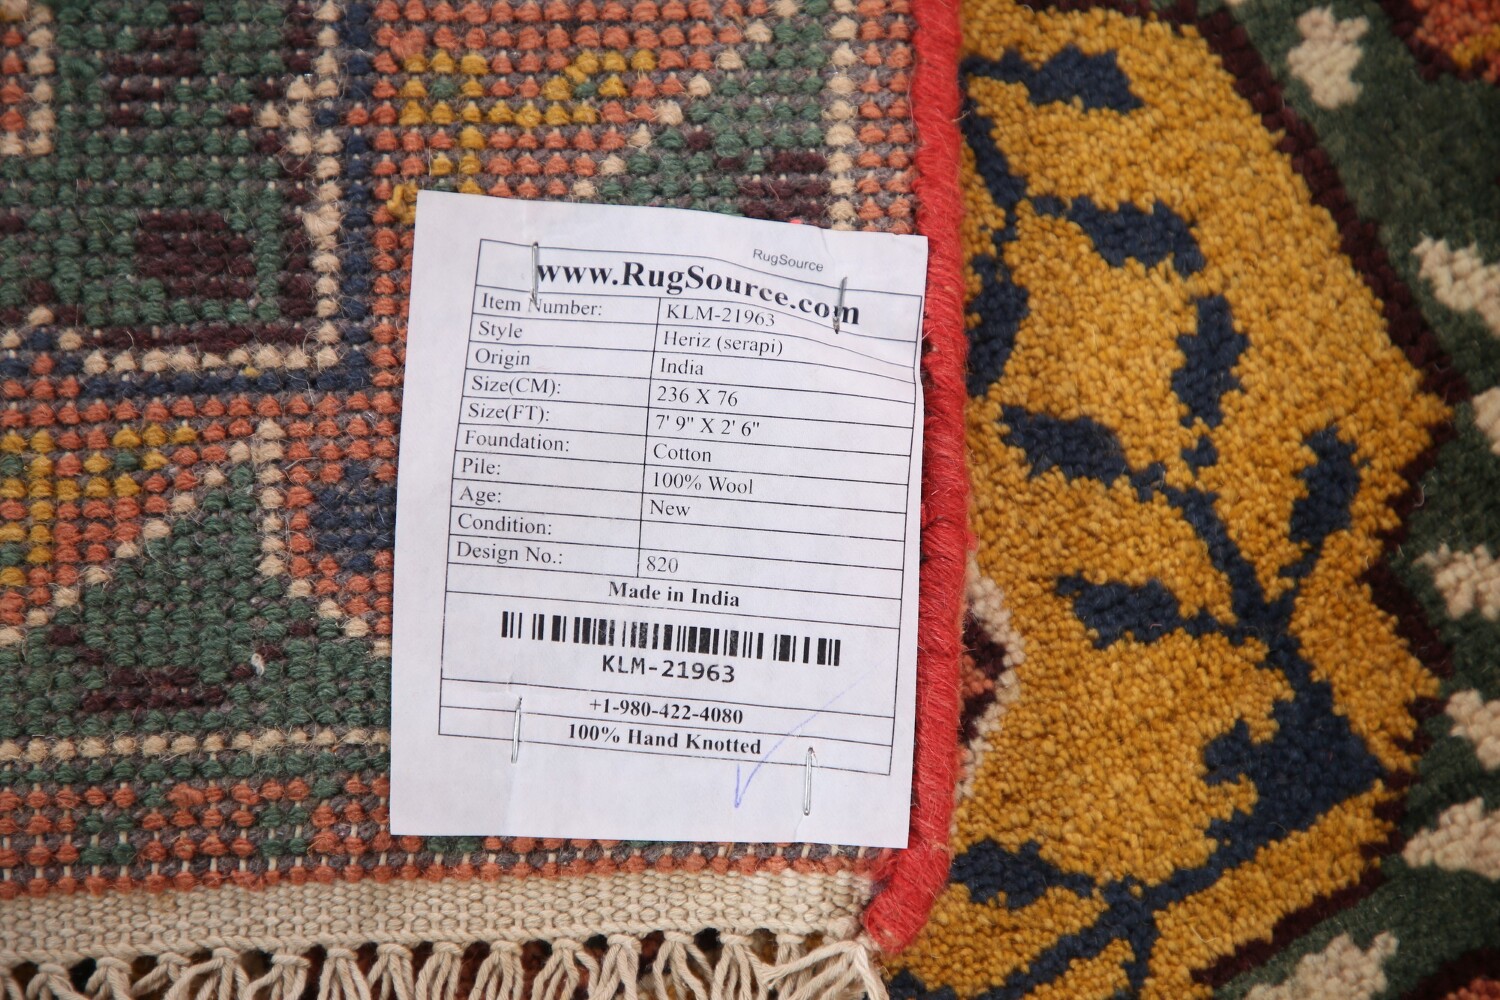 RugSource
www.RugSource.com
Item Number: KLM-21963
Style Heriz (serapi)
Origin India
Size(CM): 236 X 76
Size(FT): 7' 9" X 2' 6"
Foundation: Cotton
Pile: 100% Wool
Age: New
Condition:
Design No.: 820
Made in India
KLM-21963
+1-980-422-4080
100% Hand Knotted